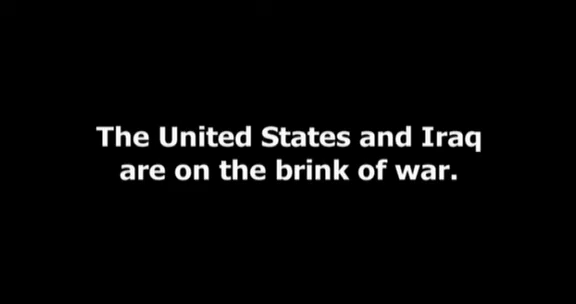 The United States and Iraq
are on the brink of war.